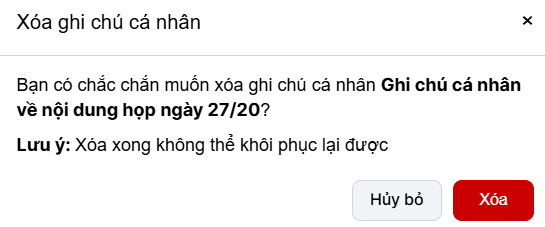 Xóa ghi chú cá nhân
×
Bạn có chắc chắn muốn xóa ghi chú cá nhân Ghi chú cá nhân
về nội dung họp ngày 27/20?
Lưu ý: Xóa xong không thể khôi phục lại được
Hủy bỏ
Xóa